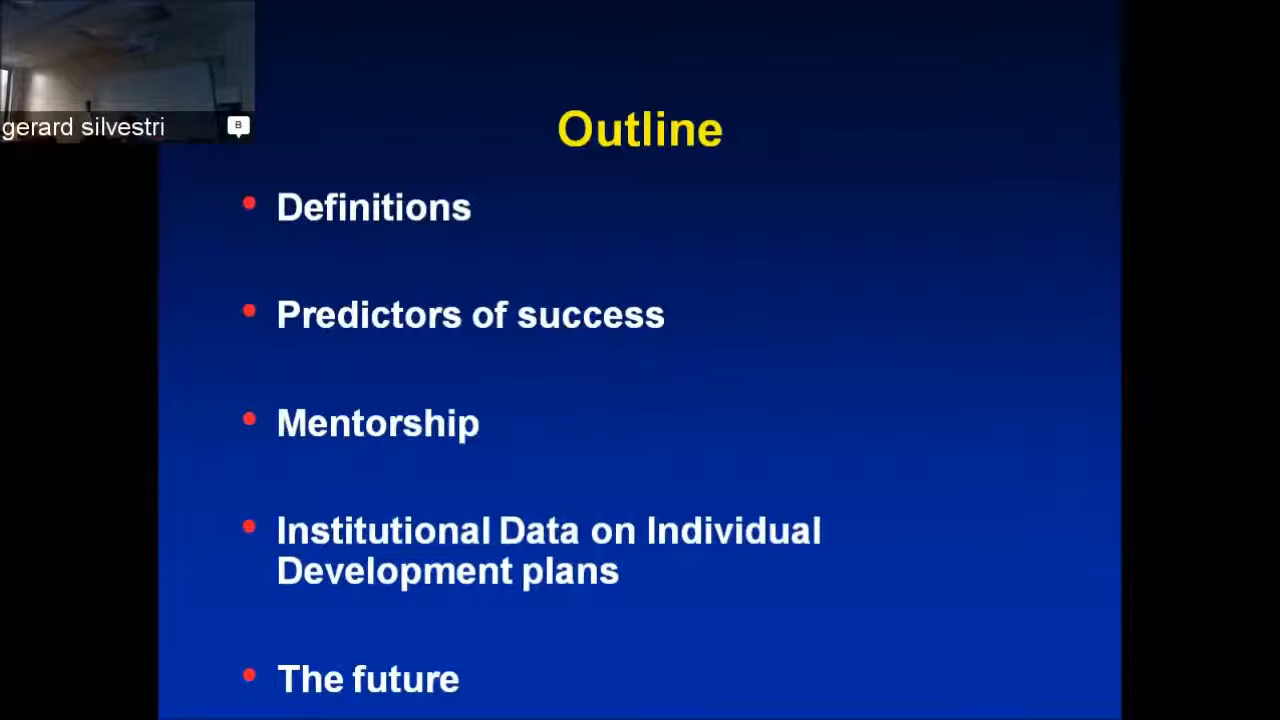 gerard silvestri
B
Outline
• Definitions
• Predictors of success
• Mentorship
• Institutional Data on Individual
Development plans
• The future